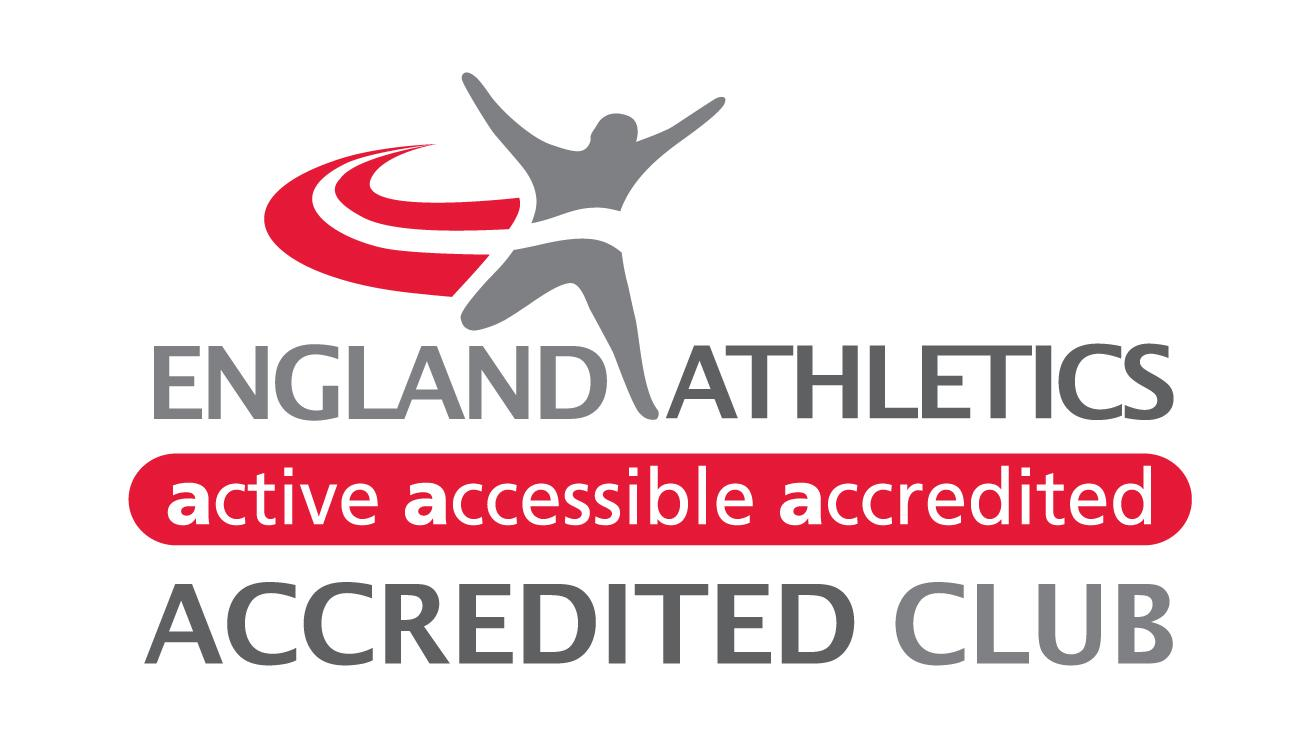 ENGLAND ATHLETICS
active accessible accredited
ACCREDITED CLUB